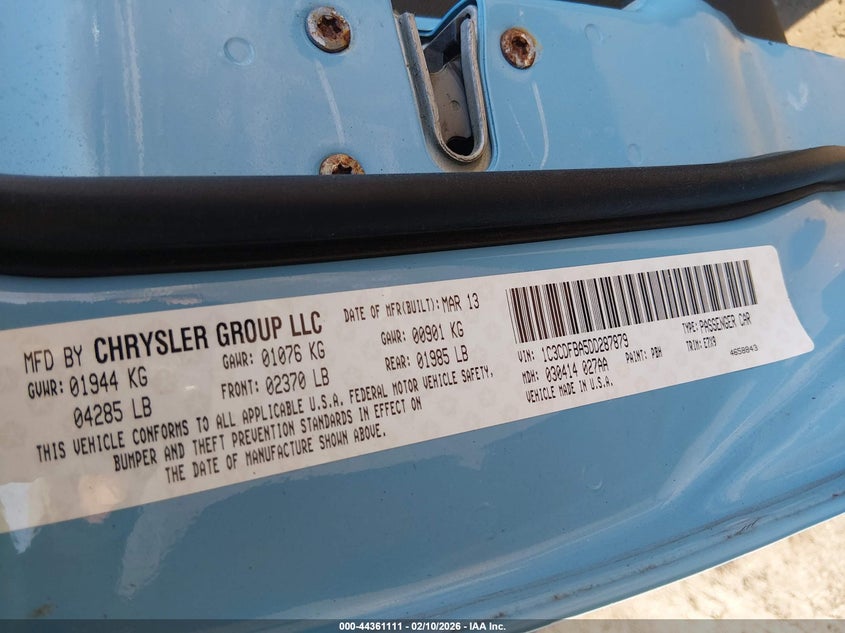 MFD BY CHRYSLER GROUP LLC
DATE OF MFR(BUILT): MAR 13
GVWR: 01944 KG
04285 LB
GAWR: 01076 KG
FRONT: 02370 LB
GAWR: 00901 KG
REAR: 01985 LB
THIS VEHICLE CONFORMS TO ALL APPLICABLE U.S.A. FEDERAL MOTOR VEHICLE SAFETY,
BUMPER AND THEFT PREVENTION STANDARDS IN EFFECT ON
THE DATE OF MANUFACTURE SHOWN ABOVE.
VIN: 1C3CDFBA5DD287879
TYPE: PASSENGER CAR
MDH: 030414 027AA
PAINT: PBH
TRIM: E7X9
VEHICLE MADE IN U.S.A.
4658843
000-44361111 - 02/10/2026 - IAA Inc.